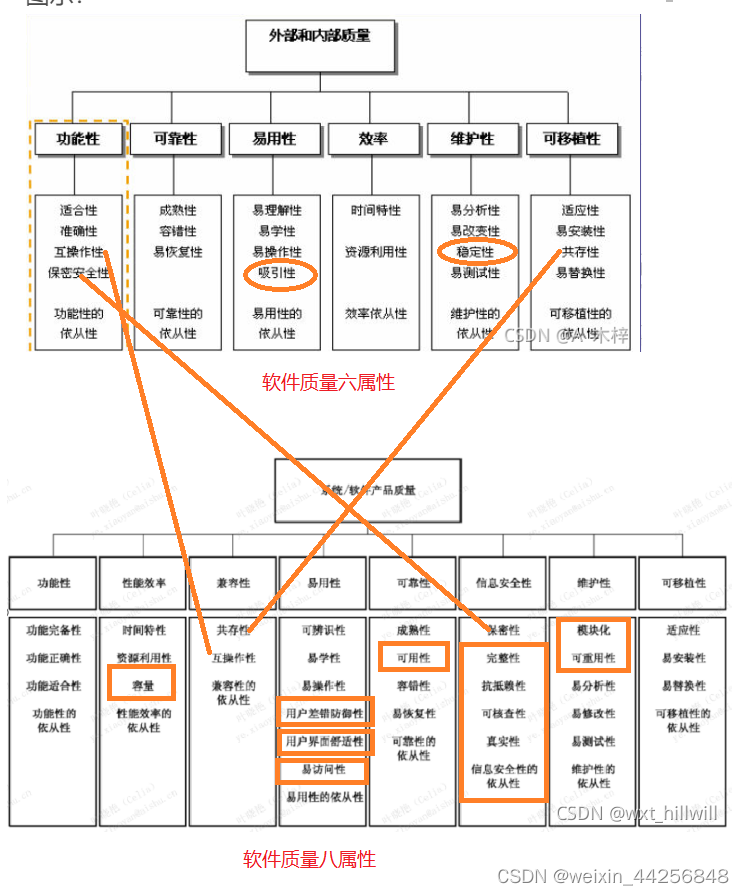 图示：
外部和内部质量
功能性 可靠性 易用性 效率 维护性 可移植性
适合性 成熟性 易理解性 时间特性 易分析性 适应性
准确性 容错性 易学性 易改变性 易安装性
互操作性 易恢复性 易操作性 资源利用性 稳定性 共存性
保密安全性 吸引性 易测试性 易替换性
功能性的 可靠性的 易用性的 效率依从性 维护性的 可移植性的
依从性 依从性 依从性 依从性 依从性
木梓
软件质量六属性
系统/软件产品质量
功能性 性能效率 兼容性 易用性 可靠性 信息安全性 维护性 可移植性
功能完备性 时间特性 共存性 可辨识性 成熟性 保密性 模块化 适应性
功能正确性 资源利用性 互操作性 易学性 可用性 完整性 可重用性 易安装性
功能适合性 容量 兼容性的 易操作性 容错性 抗抵赖性 易分析性 易替换性
依从性
功能性的 性能效率的 用户差错防御性 易恢复性 可核查性 易修改性 可移植性的
依从性 依从性 依从性
用户界面舒适性 可靠性的 真实性 易测试性
依从性
易访问性 信息安全性的 维护性的
依从性 依从性
易用性的依从性
CSDN @wxt_hillwill
软件质量八属性
CSDN @weixin_44256848